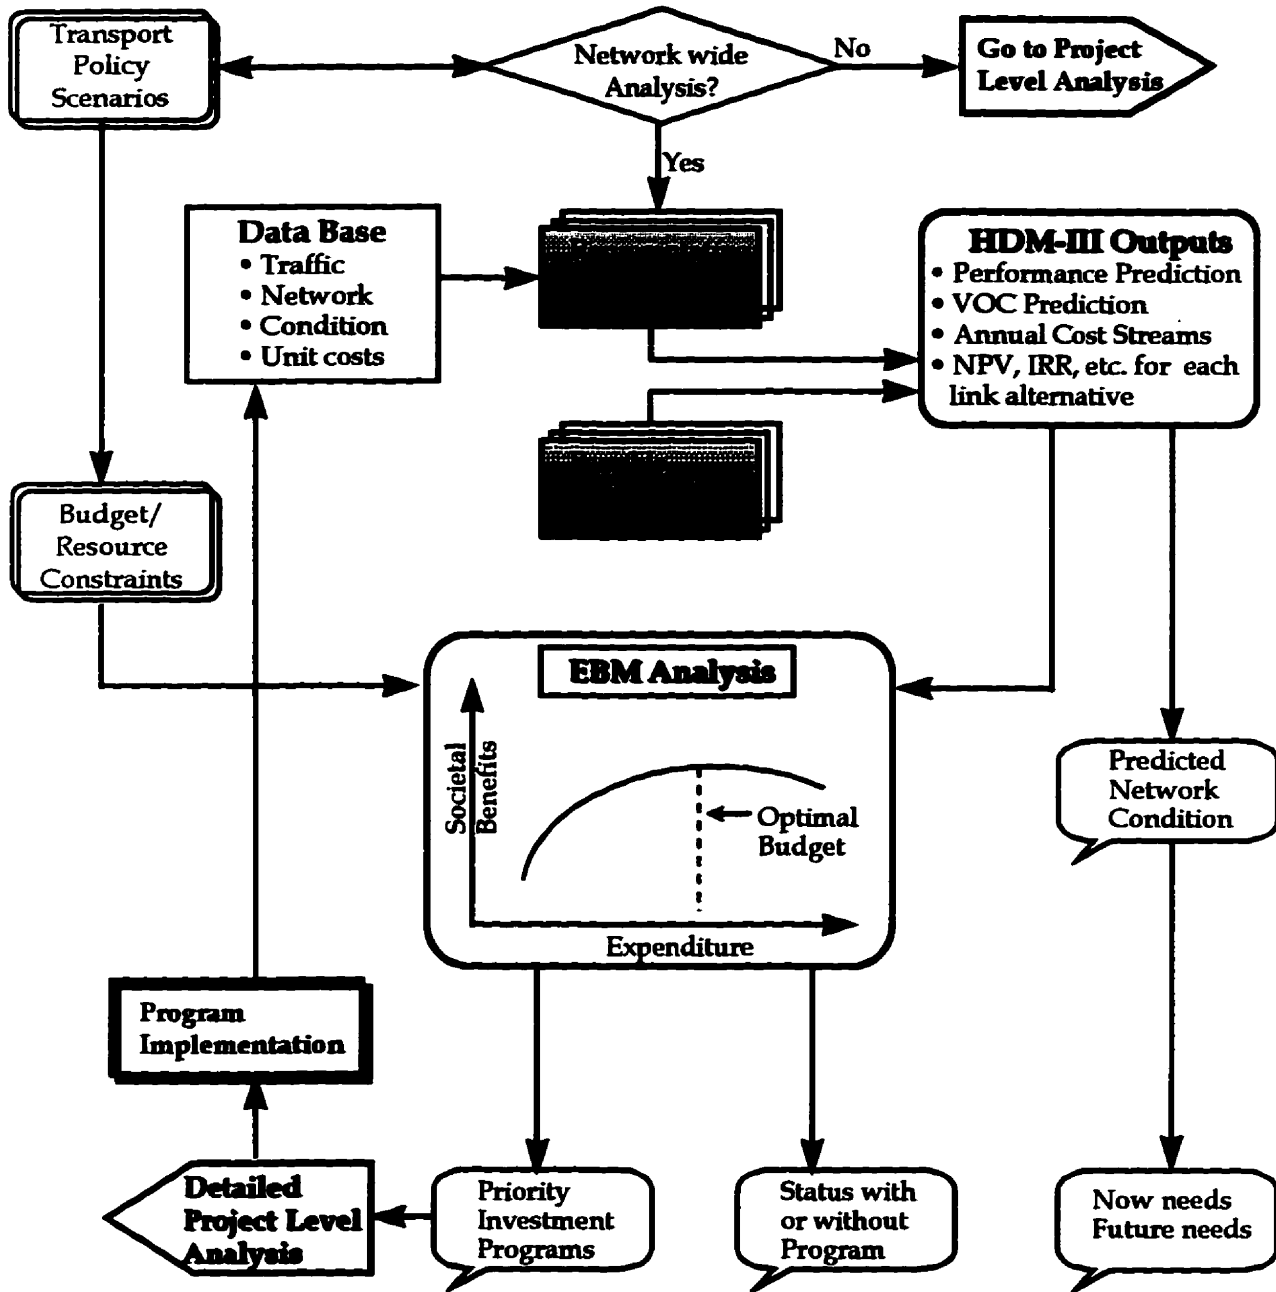 Transport
Policy
Scenarios
Network wide
Analysis?
No
Go to Project
Level Analysis
Yes
Data Base
• Traffic
• Network
• Condition
• Unit costs
HDM-III Outputs
• Performance Prediction
• VOC Prediction
• Annual Cost Streams
• NPV, IRR, etc. for each
link alternative
Budget/
Resource
Constraints
EBM Analysis
Societal
Benefits
Optimal
Budget
Expenditure
Predicted
Network
Condition
Program
Implementation
Detailed
Project Level
Analysis
Priority
Investment
Programs
Status with
or without
Program
Now needs
Future needs